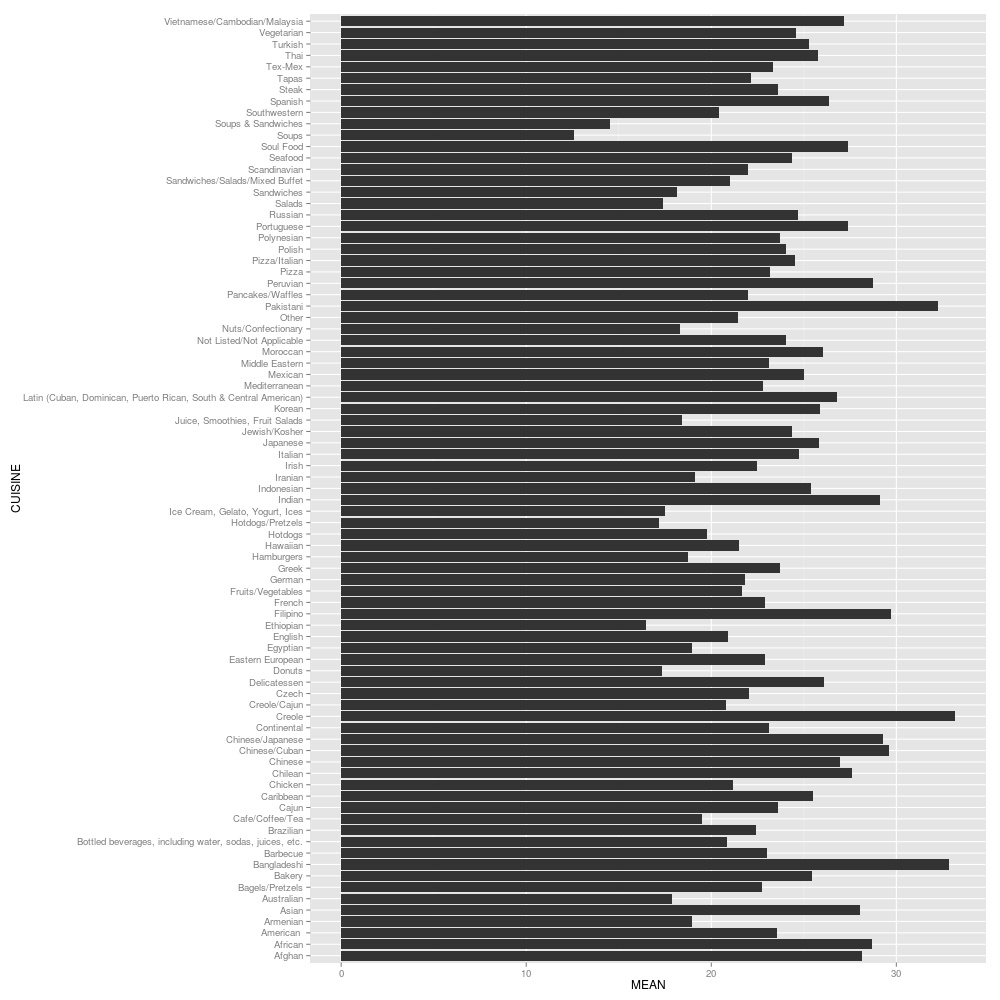 Vietnamese/Cambodian/Malaysia
Vegetarian
Turkish
Thai
Tex-Mex
Tapas
Steak
Spanish
Southwestern
Soups & Sandwiches
Soups
Soul Food
Seafood
Scandinavian
Sandwiches/Salads/Mixed Buffet
Sandwiches
Salads
Russian
Portuguese
Polynesian
Polish
Pizza/Italian
Pizza
Peruvian
Pancakes/Waffles
Pakistani
Other
Nuts/Confectionary
Not Listed/Not Applicable
Moroccan
Middle Eastern
Mexican
Mediterranean
Latin (Cuban, Dominican, Puerto Rican, South & Central American)
Korean
Juice, Smoothies, Fruit Salads
Jewish/Kosher
Japanese
Italian
Irish
Iranian
Indonesian
Indian
Ice Cream, Gelato, Yogurt, Ices
Hotdogs/Pretzels
Hotdogs
Hawaiian
Hamburgers
Greek
German
Fruits/Vegetables
French
Filipino
Ethiopian
English
Egyptian
Eastern European
Donuts
Delicatessen
Czech
Creole/Cajun
Creole
Continental
Chinese/Japanese
Chinese/Cuban
Chinese
Chilean
Chicken
Caribbean
Cajun
Cafe/Coffee/Tea
Brazilian
Bottled beverages, including water, sodas, juices, etc.
Barbecue
Bangladeshi
Bakery
Bagels/Pretzels
Australian
Asian
Armenian
American
African
Afghan
CUISINE
0 10 20 30
MEAN